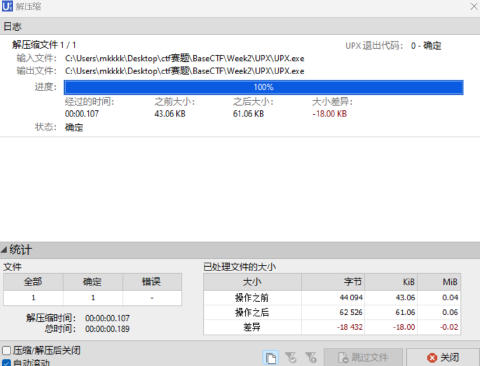 解压缩
日志
解压缩文件 1 / 1 UPX 退出代码： 0 - 确定
输入文件： C:\Users\mkkkk\Desktop\ctf赛题\BaseCTF\Week2\UPX\UPX.exe
输出文件： C:\Users\mkkkk\Desktop\ctf赛题\BaseCTF\Week2\UPX\UPX.exe
进度： 100%
经过的时间： 之前大小： 之后大小： 大小差异：
00:00.107 43.06 KB 61.06 KB -18.00 KB
状态： 确定
统计
文件 已处理文件的大小
全部 确定 错误 大小 字节 KiB MiB
1 1 - 操作之前 44 094 43.06 0.04
操作之后 62 526 61.06 0.06
差异 -18 432 -18.00 -0.02
解压缩时间： 00:00:00.107
总时间： 00:00:00.189
压缩/解压后关闭
自动滚动 跳过文件 关闭